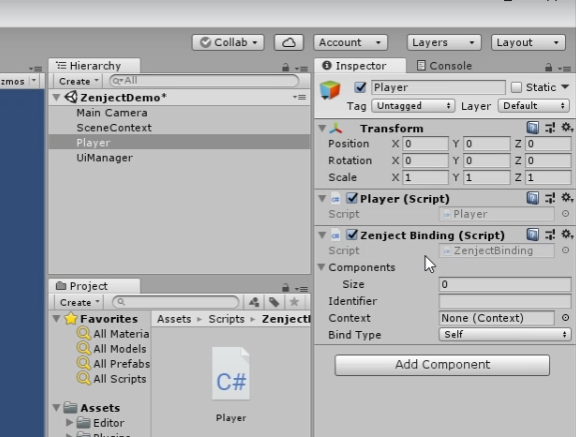 Collab
Account
Layers
Layout
Hierarchy
Inspector
Console
zmos
Create
All
ZenjectDemo*
Main Camera
SceneContext
Player
UiManager
Player
Static
Tag Untagged
Layer Default
Transform
Position X 0 Y 0 Z 0
Rotation X 0 Y 0 Z 0
Scale X 1 Y 1 Z 1
Player (Script)
Script Player
Zenject Binding (Script)
Script ZenjectBinding
Components
Size 0
Identifier
Context None (Context)
Bind Type Self
Add Component
Project
Create
Favorites
All Materia
All Models
All Prefabs
All Scripts
Assets
Editor
Assets ▸ Scripts ▸ Zenject
C#
Player